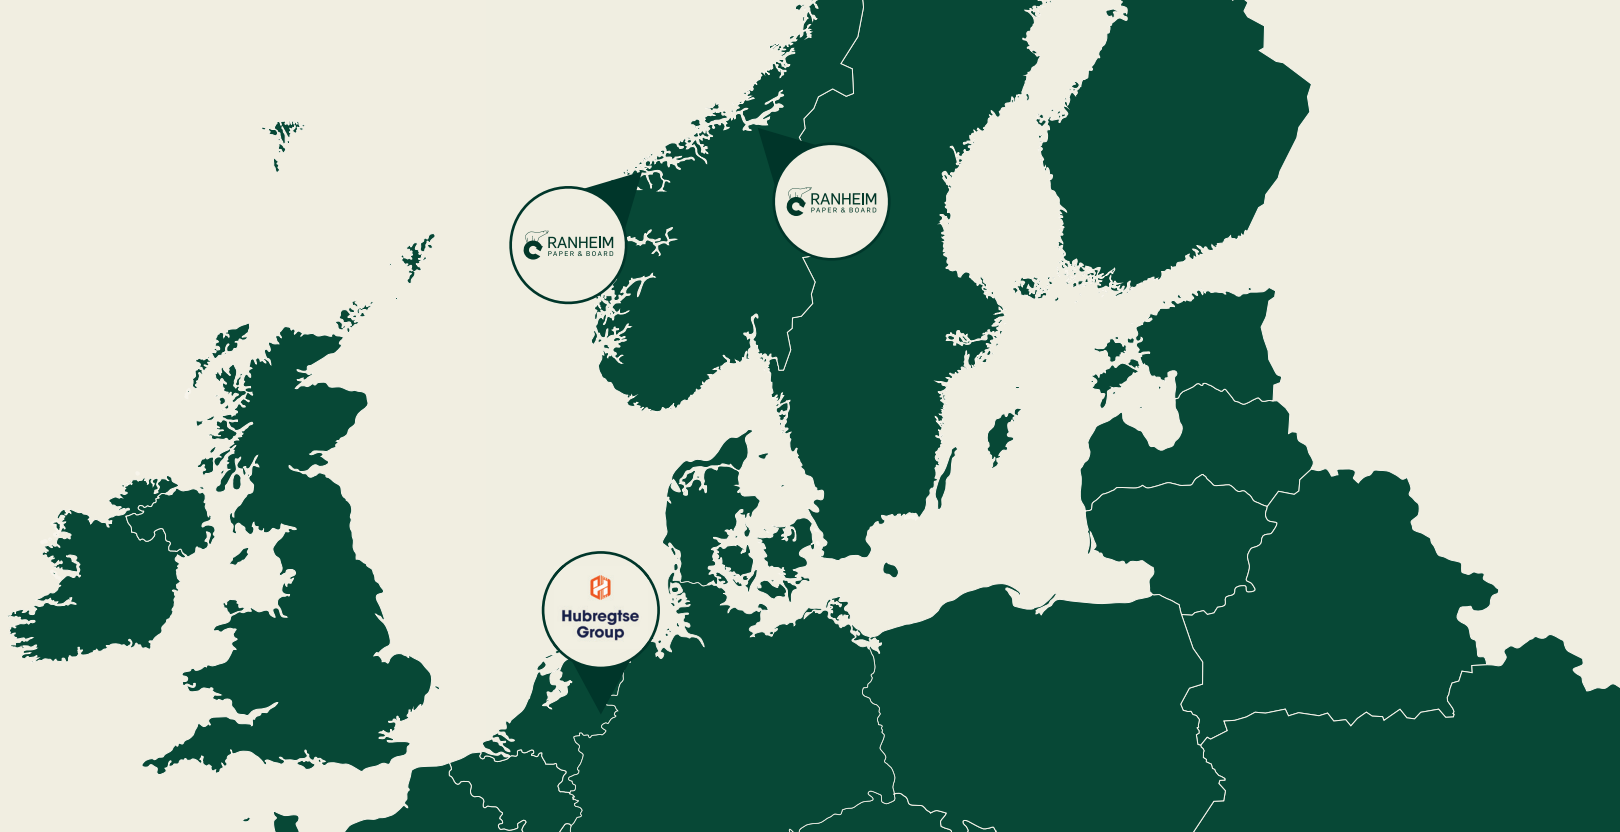 RANHEIM
PAPER & BOARD
RANHEIM
PAPER & BOARD
Hubregtse
Group